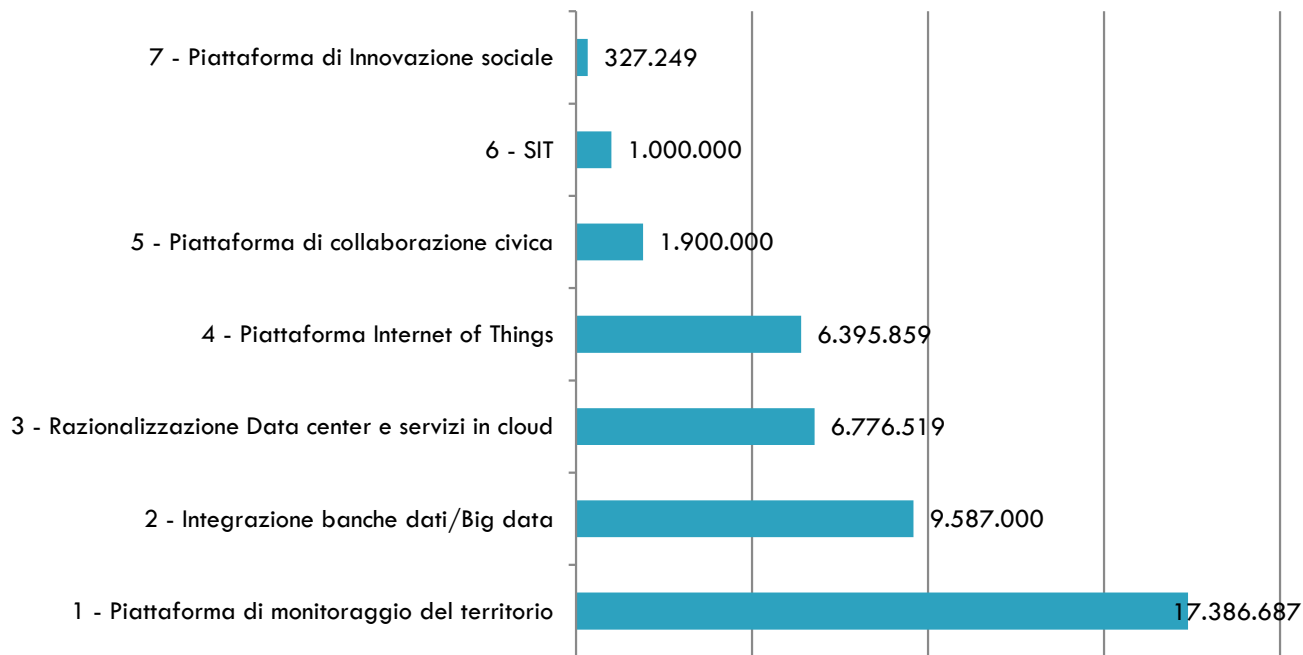 7 - Piattaforma di Innovazione sociale 327.249
6 - SIT 1.000.000
5 - Piattaforma di collaborazione civica 1.900.000
4 - Piattaforma Internet of Things 6.395.859
3 - Razionalizzazione Data center e servizi in cloud 6.776.519
2 - Integrazione banche dati/Big data 9.587.000
1 - Piattaforma di monitoraggio del territorio 17.386.687